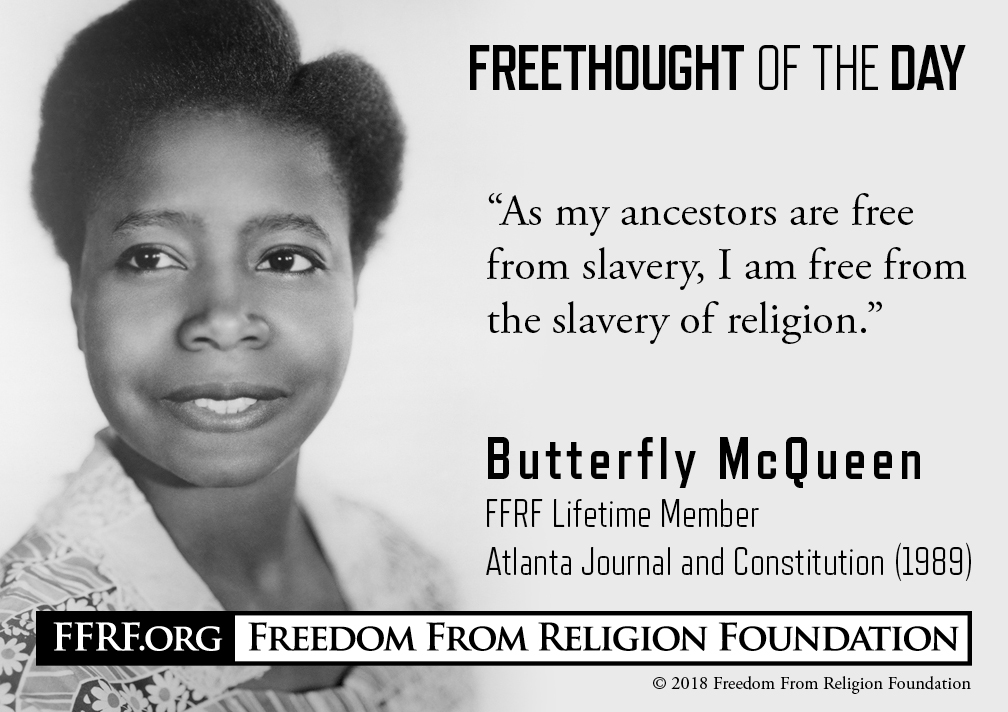 FREETHOUGHT OF THE DAY
“As my ancestors are free
from slavery, I am free from
the slavery of religion.”
Butterfly McQueen
FFRF Lifetime Member
Atlanta Journal and Constitution (1989)
FFRF.ORG FREEDOM FROM RELIGION FOUNDATION
© 2018 Freedom From Religion Foundation